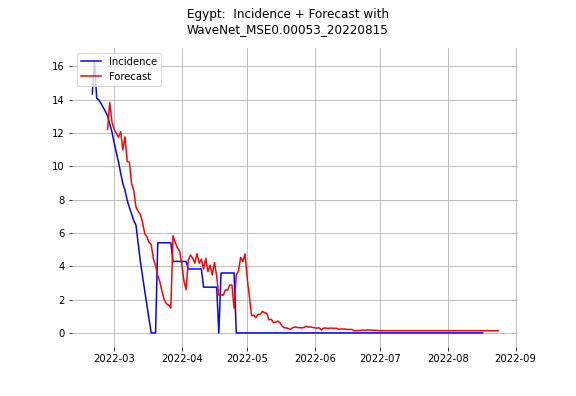 Egypt:  Incidence + Forecast with
WaveNet_MSE0.00053_20220815
Incidence
Forecast
16
14
12
10
8
6
4
2
0
2022-03 2022-04 2022-05 2022-06 2022-07 2022-08 2022-09